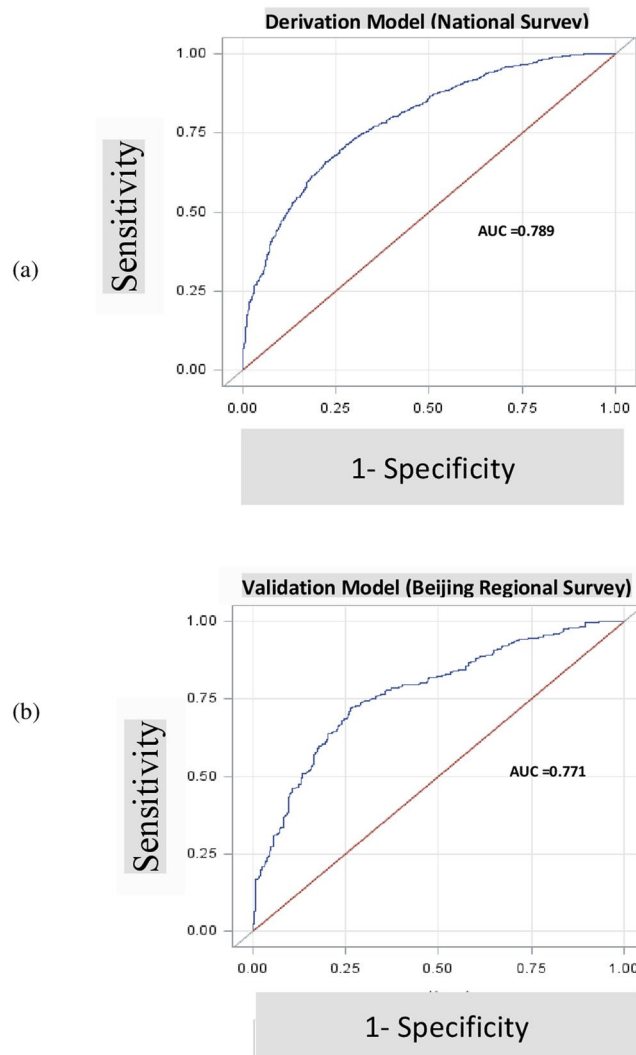 Derivation Model (National Survey)
1.00
0.75
Sensitivity
0.50
AUC =0.789
(a)
0.25
0.00
0.00 0.25 0.50 0.75 1.00
1- Specificity
Validation Model (Beijing Regional Survey)
1.00
(b)
0.75
Sensitivity
0.50
AUC =0.771
0.25
0.00
0.00 0.25 0.50 0.75 1.00
1- Specificity